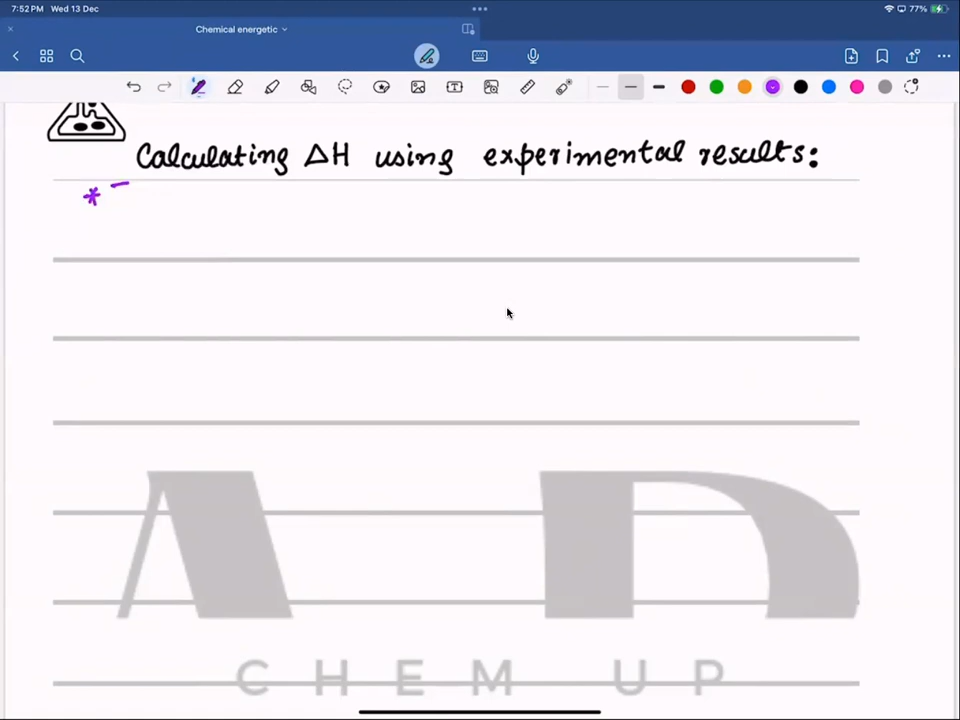 7:52 PM Wed 13 Dec
77%
Chemical energetic
Calculating ΔH using experimental results:
*
A D
CHEM UP